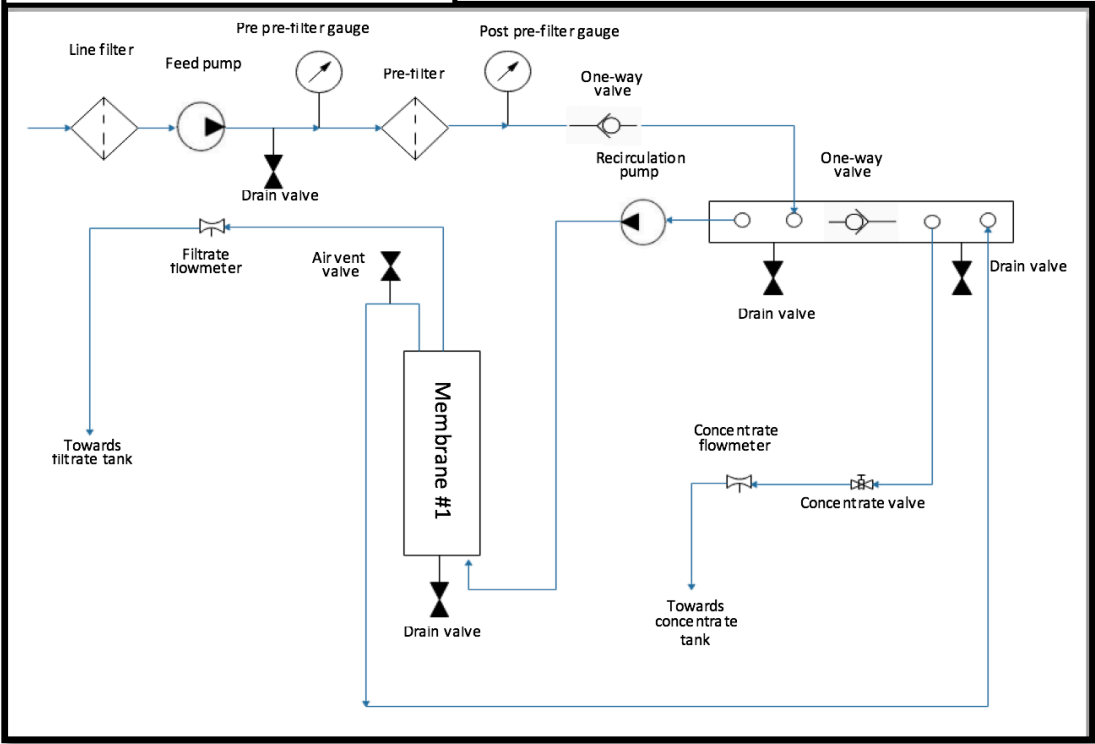 Line filter
Feed pump
Pre pre-filter gauge
Pre-filter
Post pre-filter gauge
One-way
valve
Drain valve
Recirculation
pump
One-way
valve
Filtrate
flowmeter
Air vent
valve
Drain valve
Drain valve
Membrane #1
Towards
filtrate tank
Concentrate
flowmeter
Concentrate valve
Drain valve
Towards
concentrate
tank